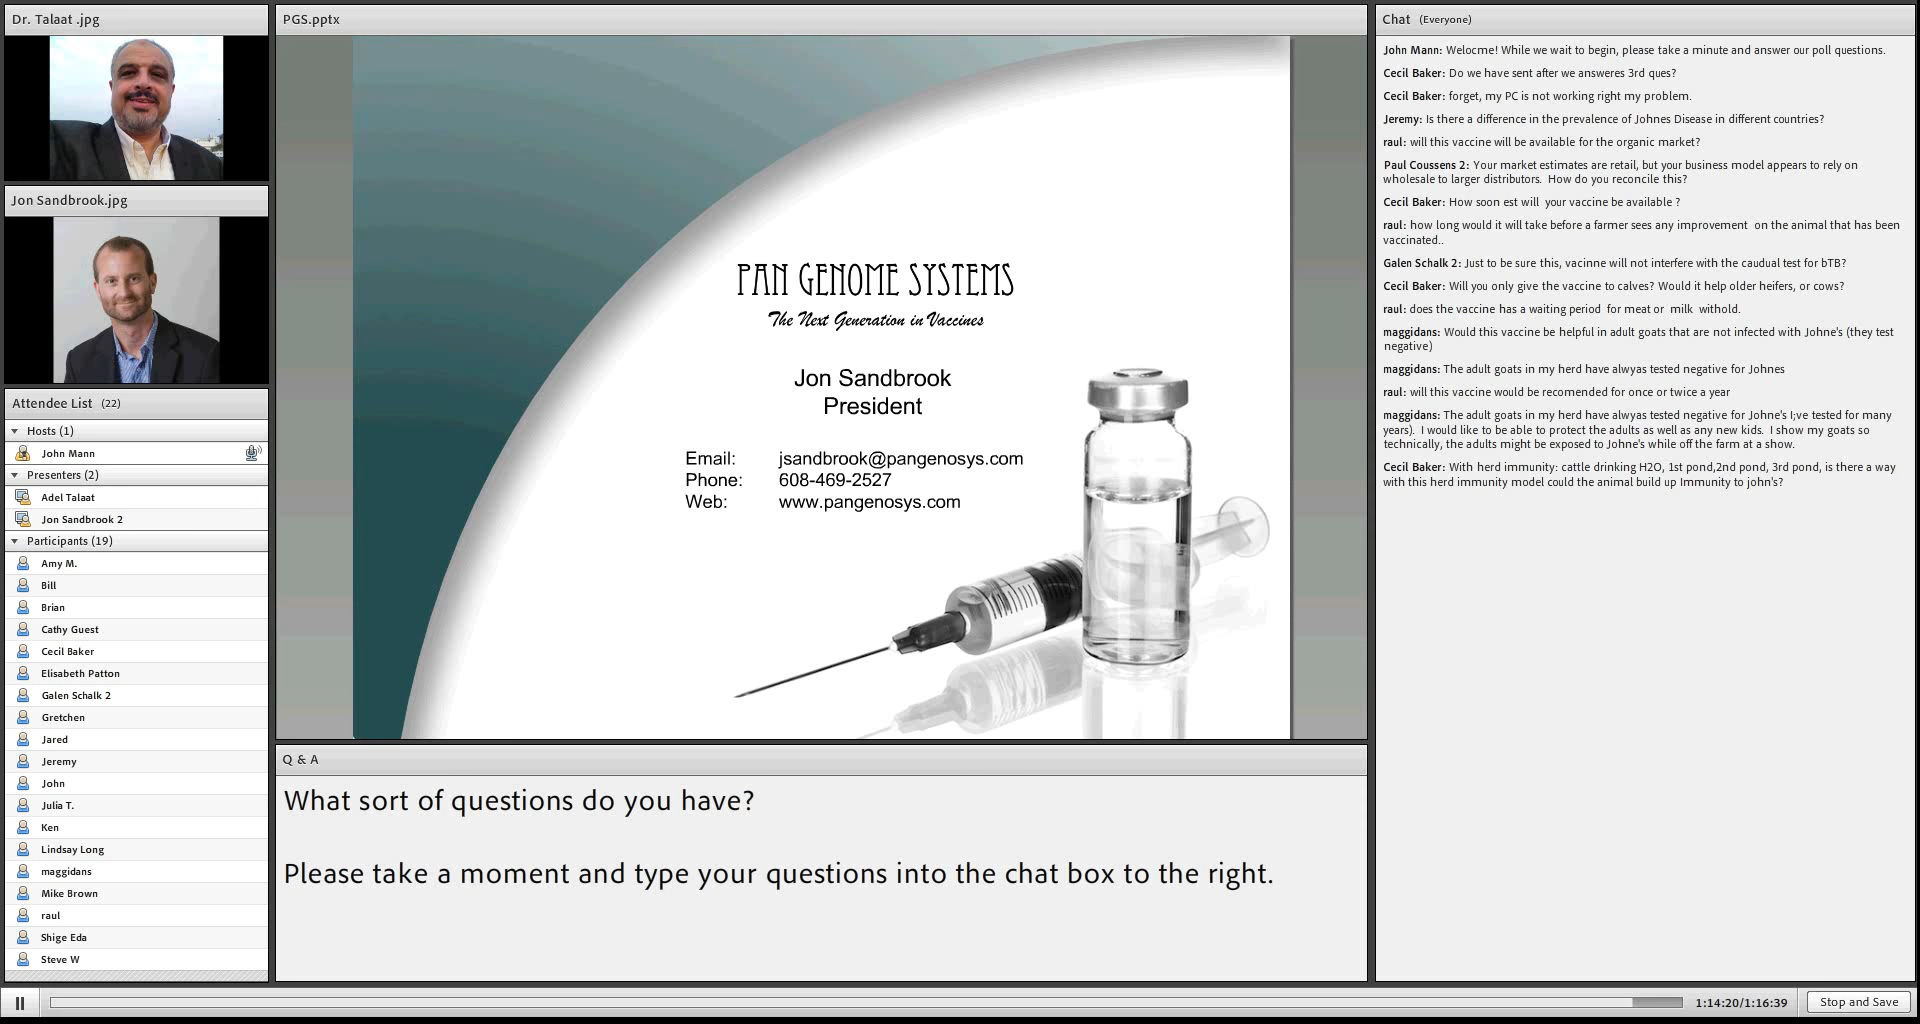 Dr. Talaat .jpg
Jon Sandbrook.jpg
Attendee List (22)
Hosts (1)
John Mann
Presenters (2)
Adel Talaat
Jon Sandbrook 2
Participants (19)
Amy M.
Bill
Brian
Cathy Guest
Cecil Baker
Elisabeth Patton
Galen Schalk 2
Gretchen
Jared
Jeremy
John
Julia T.
Ken
Lindsay Long
maggidans
Mike Brown
raul
Shige Eda
Steve W
PGS.pptx
PAN GENOME SYSTEMS
The Next Generation in Vaccines
Jon Sandbrook
President
Email: jsandbrook@pangenosys.com
Phone: 608-469-2527
Web: www.pangenosys.com
Q & A
What sort of questions do you have?
Please take a moment and type your questions into the chat box to the right.
Chat (Everyone)
John Mann: Welocme! While we wait to begin, please take a minute and answer our poll questions.
Cecil Baker: Do we have sent after we answeres 3rd ques?
Cecil Baker: forget, my PC is not working right my problem.
Jeremy: Is there a difference in the prevalence of Johnes Disease in different countries?
raul: will this vaccine will be available for the organic market?
Paul Coussens 2: Your market estimates are retail, but your business model appears to rely on
wholesale to larger distributors. How do you reconcile this?
Cecil Baker: How soon est will your vaccine be available ?
raul: how long would it will take before a farmer sees any improvement on the animal that has been
vaccinated..
Galen Schalk 2: Just to be sure this, vacinne will not interfere with the caudual test for bTB?
Cecil Baker: Will you only give the vaccine to calves? Would it help older heifers, or cows?
raul: does the vaccine has a waiting period for meat or milk withold.
maggidans: Would this vaccine be helpful in adult goats that are not infected with Johne's (they test
negative)
maggidans: The adult goats in my herd have alwyas tested negative for Johnes
raul: will this vaccine would be recomended for once or twice a year
maggidans: The adult goats in my herd have alwyas tested negative for Johne's I;ve tested for many
years). I would like to be able to protect the adults as well as any new kids. I show my goats so
technically, the adults might be exposed to Johne's while off the farm at a show.
Cecil Baker: With herd immunity: cattle drinking H2O, 1st pond,2nd pond, 3rd pond, is there a way
with this herd immunity model could the animal build up Immunity to john's?
1:14:20/1:16:39
Stop and Save